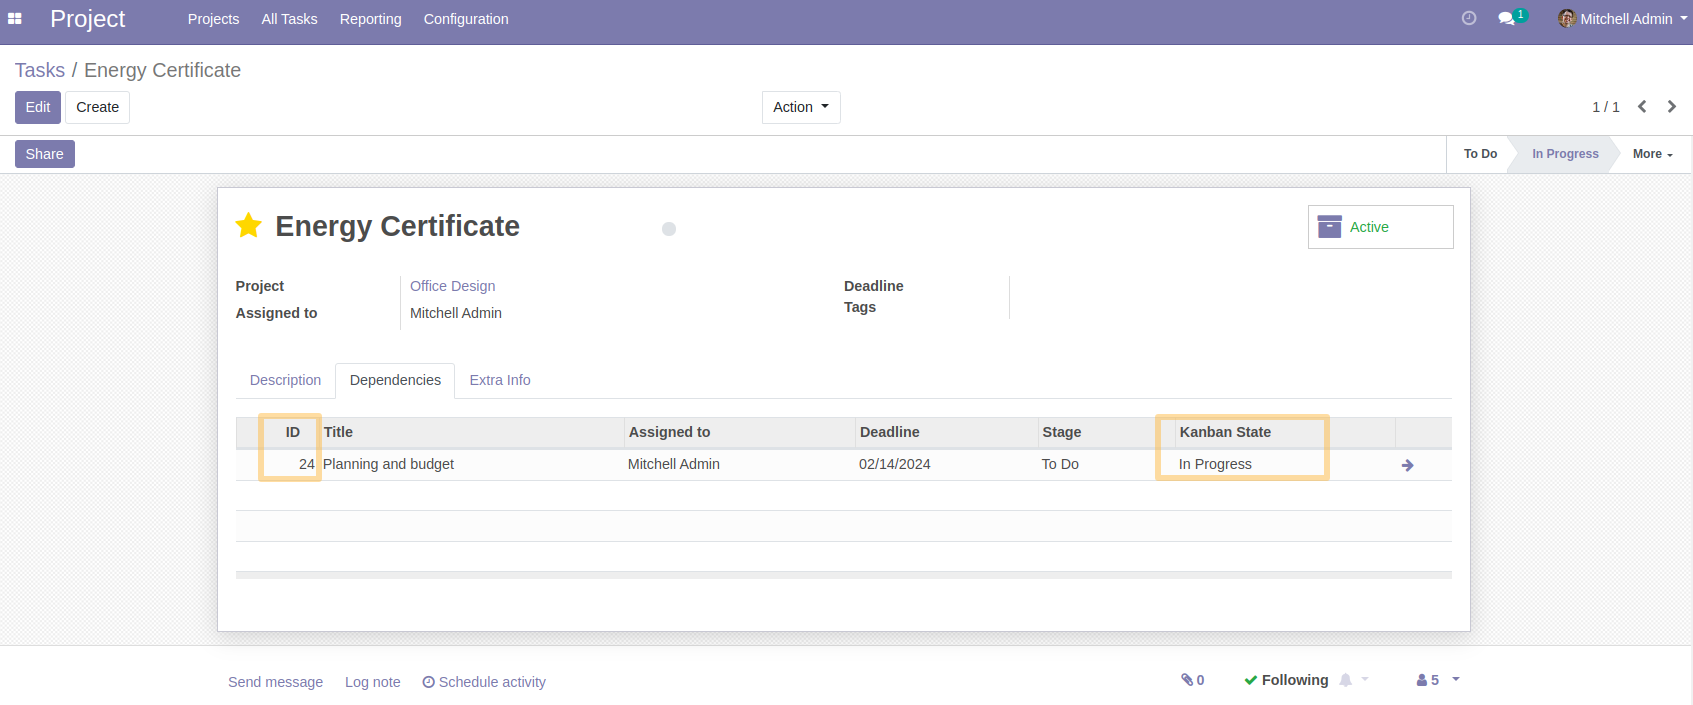 Project Projects All Tasks Reporting Configuration 1 Mitchell Admin
Tasks / Energy Certificate
Edit Create Action 1 / 1
Share To Do In Progress More
Energy Certificate Active
Project Office Design Deadline
Tags
Assigned to Mitchell Admin
Description Dependencies Extra Info
ID Title Assigned to Deadline Stage Kanban State
24 Planning and budget Mitchell Admin 02/14/2024 To Do In Progress
Send message Log note Schedule activity 0 Following 5